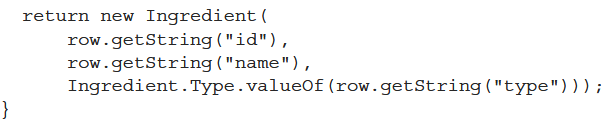 return new Ingredient(
row.getString("id"),
row.getString("name"),
Ingredient.Type.valueOf(row.getString("type")));
}